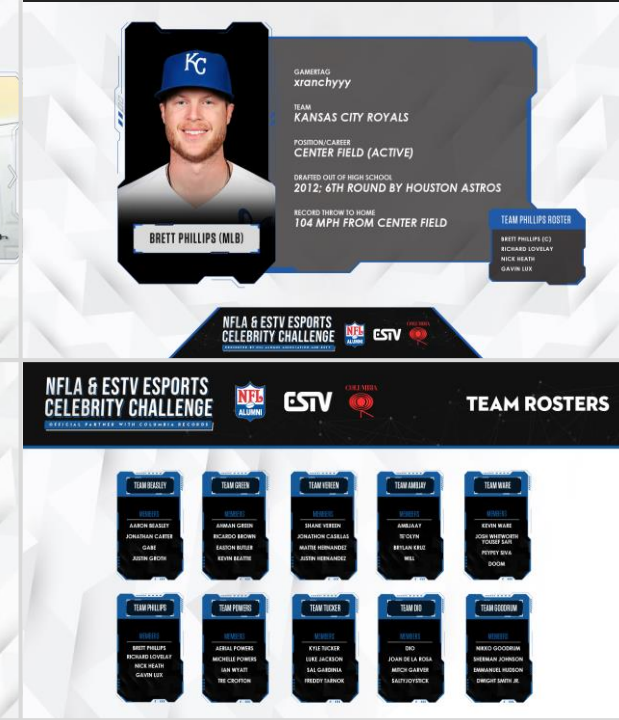 KC
GAMERTAG
xranchyyy
TEAM
KANSAS CITY ROYALS
POSITION/CAREER
CENTER FIELD (ACTIVE)
DRAFTED OUT OF HIGH SCHOOL
2012; 6TH ROUND BY HOUSTON ASTROS
RECORD THROW TO HOME
104 MPH FROM CENTER FIELD
BRETT PHILLIPS (MLB)
TEAM PHILLIPS ROSTER
BRETT PHILLIPS (C)
RICHARD LOVELAY
NICK HEATH
GAVIN LUX
NFLA & ESTV ESPORTS
CELEBRITY CHALLENGE
NFL
ALUMNI
ESTV
COLUMBIA
NFLA & ESTV ESPORTS
CELEBRITY CHALLENGE
OFFICIAL PARTNER WITH COLUMBIA RECORDS
NFL
ALUMNI
ESTV
COLUMBIA
TEAM ROSTERS
TEAM BEASLEY
MEMBERS
AARON BEASLEY
JONATHAN CARTER
GABE
JUSTIN GROTH
TEAM GREEN
MEMBERS
AHMAN GREEN
RICARDO BROWN
EASTON BUTLER
KEVIN BEATTIE
TEAM VEREEN
MEMBERS
SHANE VEREEN
JONATHON CASILLAS
MATTIE HERNANDEZ
JUSTIN HERNANDEZ
TEAM AMBJAY
MEMBERS
AMBJAAY
TE'OLYN
BRYLAN KRUZ
WILL
TEAM WARE
MEMBERS
KEVIN WARE
JOSH WHITWORTH
YOUSEF SAFI
SIVA
DOOM
TEAM PHILLIPS
MEMBERS
BRETT PHILLIPS
RICHARD LOVELAY
NICK HEATH
GAVIN LUX
TEAM POWERS
MEMBERS
AERIAL POWERS
MICHELLE POWERS
IAN WYATT
TRE CROFTON
TEAM TUCKER
MEMBERS
KYLE TUCKER
LUKE JACKSON
SAL GARDINIA
FREDDY TARNOK
TEAM DIO
MEMBERS
DIO
JOAN DE LA ROSA
MITCH GARVER
SALTYJOYSTICK
TEAM GOODRUM
MEMBERS
NIKKO GOODRUM
SHERMAN JOHNSON
EMMANUEL HUDSON
DWIGHT SMITH JR.